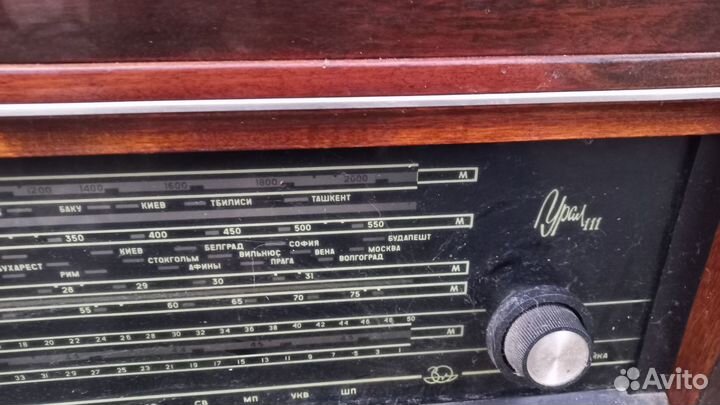 1200 1400 1600 1800 2000 М
БАКУ КИЕВ ТБИЛИСИ ТАШКЕНТ
Урал 111
350 400 450 500 550 М
КИЕВ БЕЛГРАД СОФИЯ БУДАПЕШТ
СТОКГОЛЬМ ВИЛЬНЮС ВЕНА МОСКВА
БУХАРЕСТ РИМ АФИНЫ ПРАГА ВОЛГОГРАД
28 29 30 31 М
55 60 65 70 75 М
18 20 22 24 26 28 30 32 34 36 38 40 42 44 46 48 50
М
33 31 29 27 25 23 21 19 17 15 13 11 9 7 5 3 1
СВ МП УКВ ШП
Avito